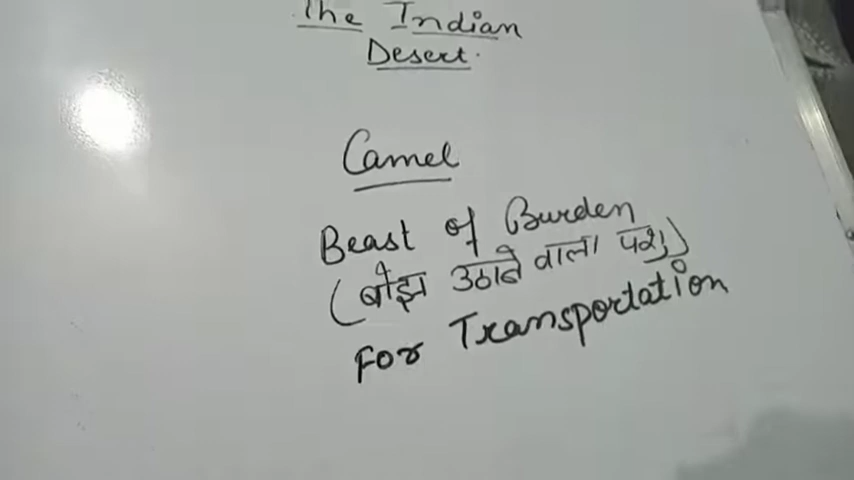 The Indian
Desert.
Camel
Beast of Burden
(बोझ उठाने वाला पशु)
For Transportation